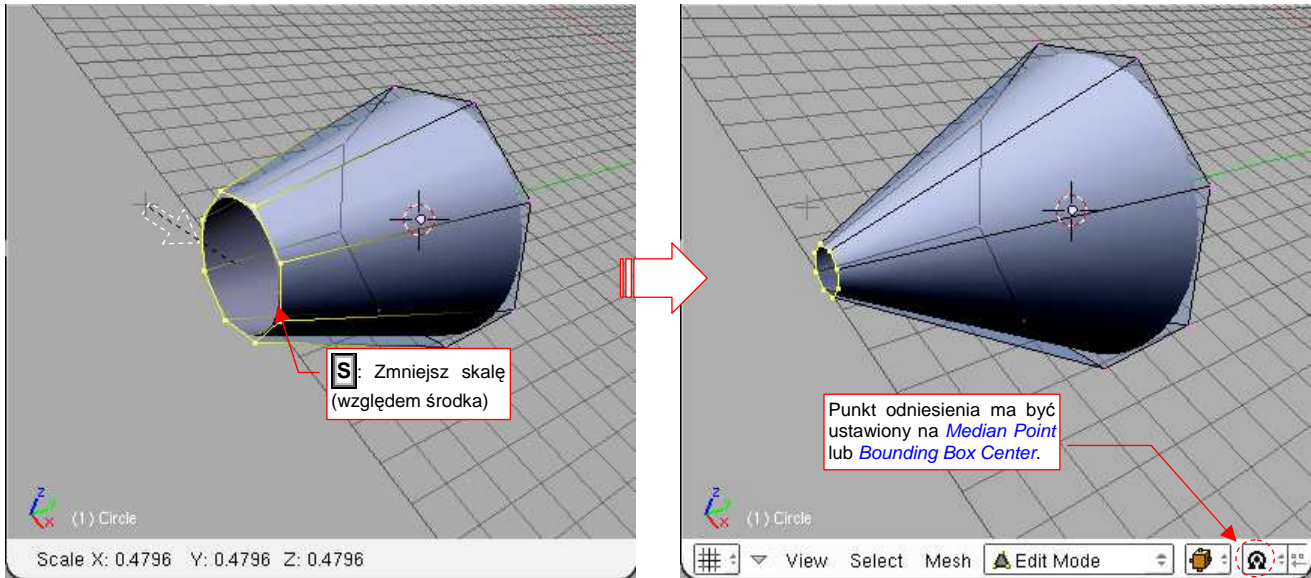 S: Zmniejsz skalę
(względem środka)
z
x
(1) Circle
Scale X: 0.4796 Y: 0.4796 Z: 0.4796
Punkt odniesienia ma być
ustawiony na Median Point
lub Bounding Box Center.
z
x
(1) Circle
View Select Mesh Edit Mode